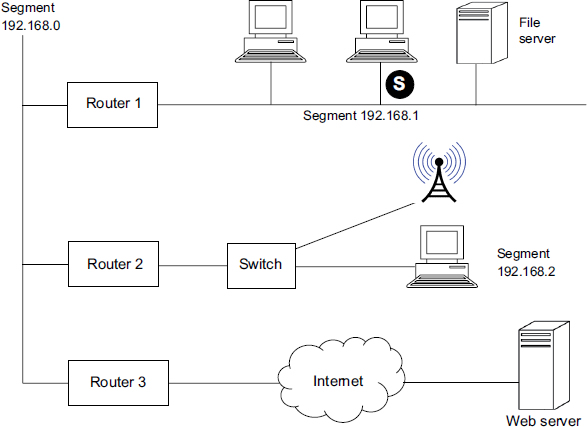 Segment
192.168.0
File
server
Router 1
S
Segment 192.168.1
Router 2
Switch
Segment
192.168.2
Router 3
Internet
Web server